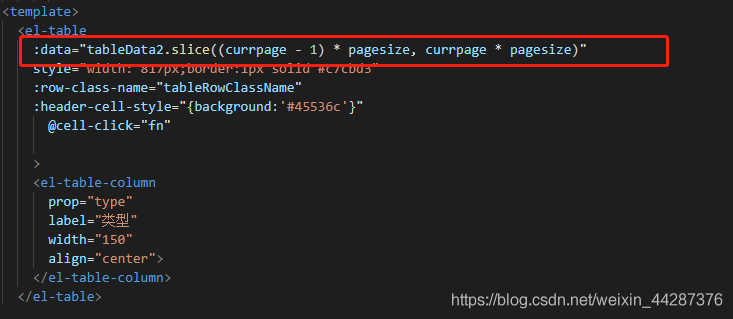 <template>
<el-table
:data="tableData2.slice((currpage - 1) * pagesize, currpage * pagesize)"
style="width: 817px;border:1px solid #c7cbd3"
:row-class-name="tableRowClassName"
:header-cell-style="{background:'#45536c'}"
@cell-click="fn"
>
<el-table-column
prop="type"
label="类型"
width="150"
align="center">
</el-table-column>
</el-table>
https://blog.csdn.net/weixin_44287376